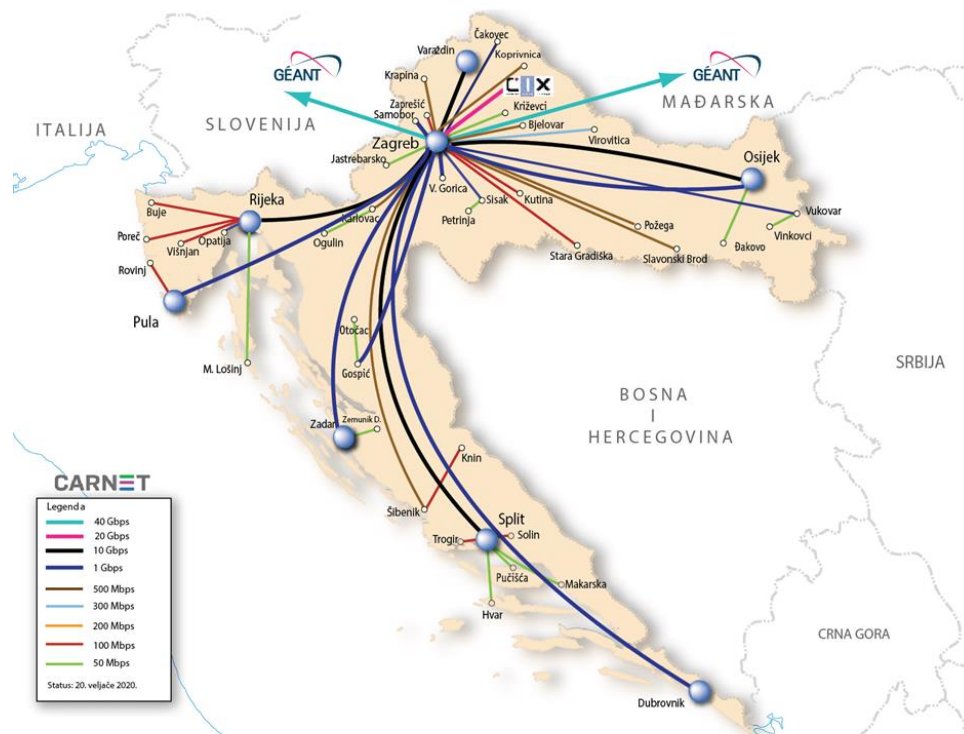 GÉANT
GÉANT
CIX
ITALIJA
SLOVENIJA
MAĐARSKA
SRBIJA
BOSNA
I
HERCEGOVINA
CRNA GORA
Čakovec
Varaždin
Koprivnica
Krapina
Zaprešić
Samobor
Križevci
Zagreb
Bjelovar
Virovitica
Jastrebarsko
Osijek
V. Gorica
Rijeka
Sisak
Kutina
Vukovar
Buje
Karlovac
Petrinja
Požega
Vinkovci
Poreč
Opatija
Višnjan
Ogulin
Stara Gradiška
Slavonski Brod
Đakovo
Rovinj
Pula
Otočac
M. Lošinj
Gospić
Zadar
Zemunik D.
Knin
Šibenik
Split
Trogir
Solin
Pučišća
Makarska
Hvar
Dubrovnik
CARNET
Legenda
40 Gbps
20 Gbps
10 Gbps
1 Gbps
500 Mbps
300 Mbps
200 Mbps
100 Mbps
50 Mbps
Status: 20. veljače 2020.